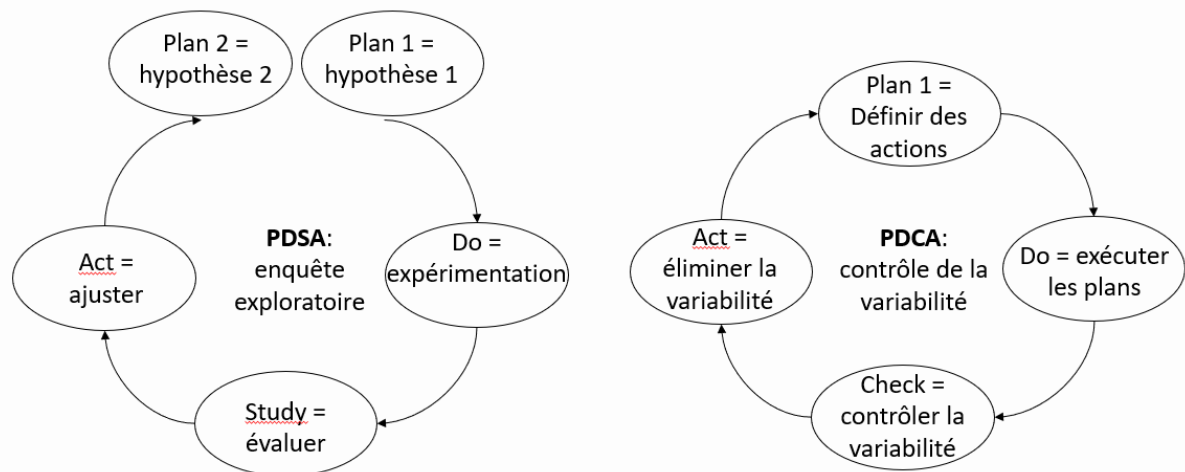 Plan 2 =
hypothèse 2
Plan 1 =
hypothèse 1
Do =
expérimentation
Study =
évaluer
Act =
ajuster
PDSA:
enquête
exploratoire
Plan 1 =
Définir des
actions
Do = exécuter
les plans
Check =
contrôler la
variabilité
Act =
éliminer la
variabilité
PDCA:
contrôle de la
variabilité